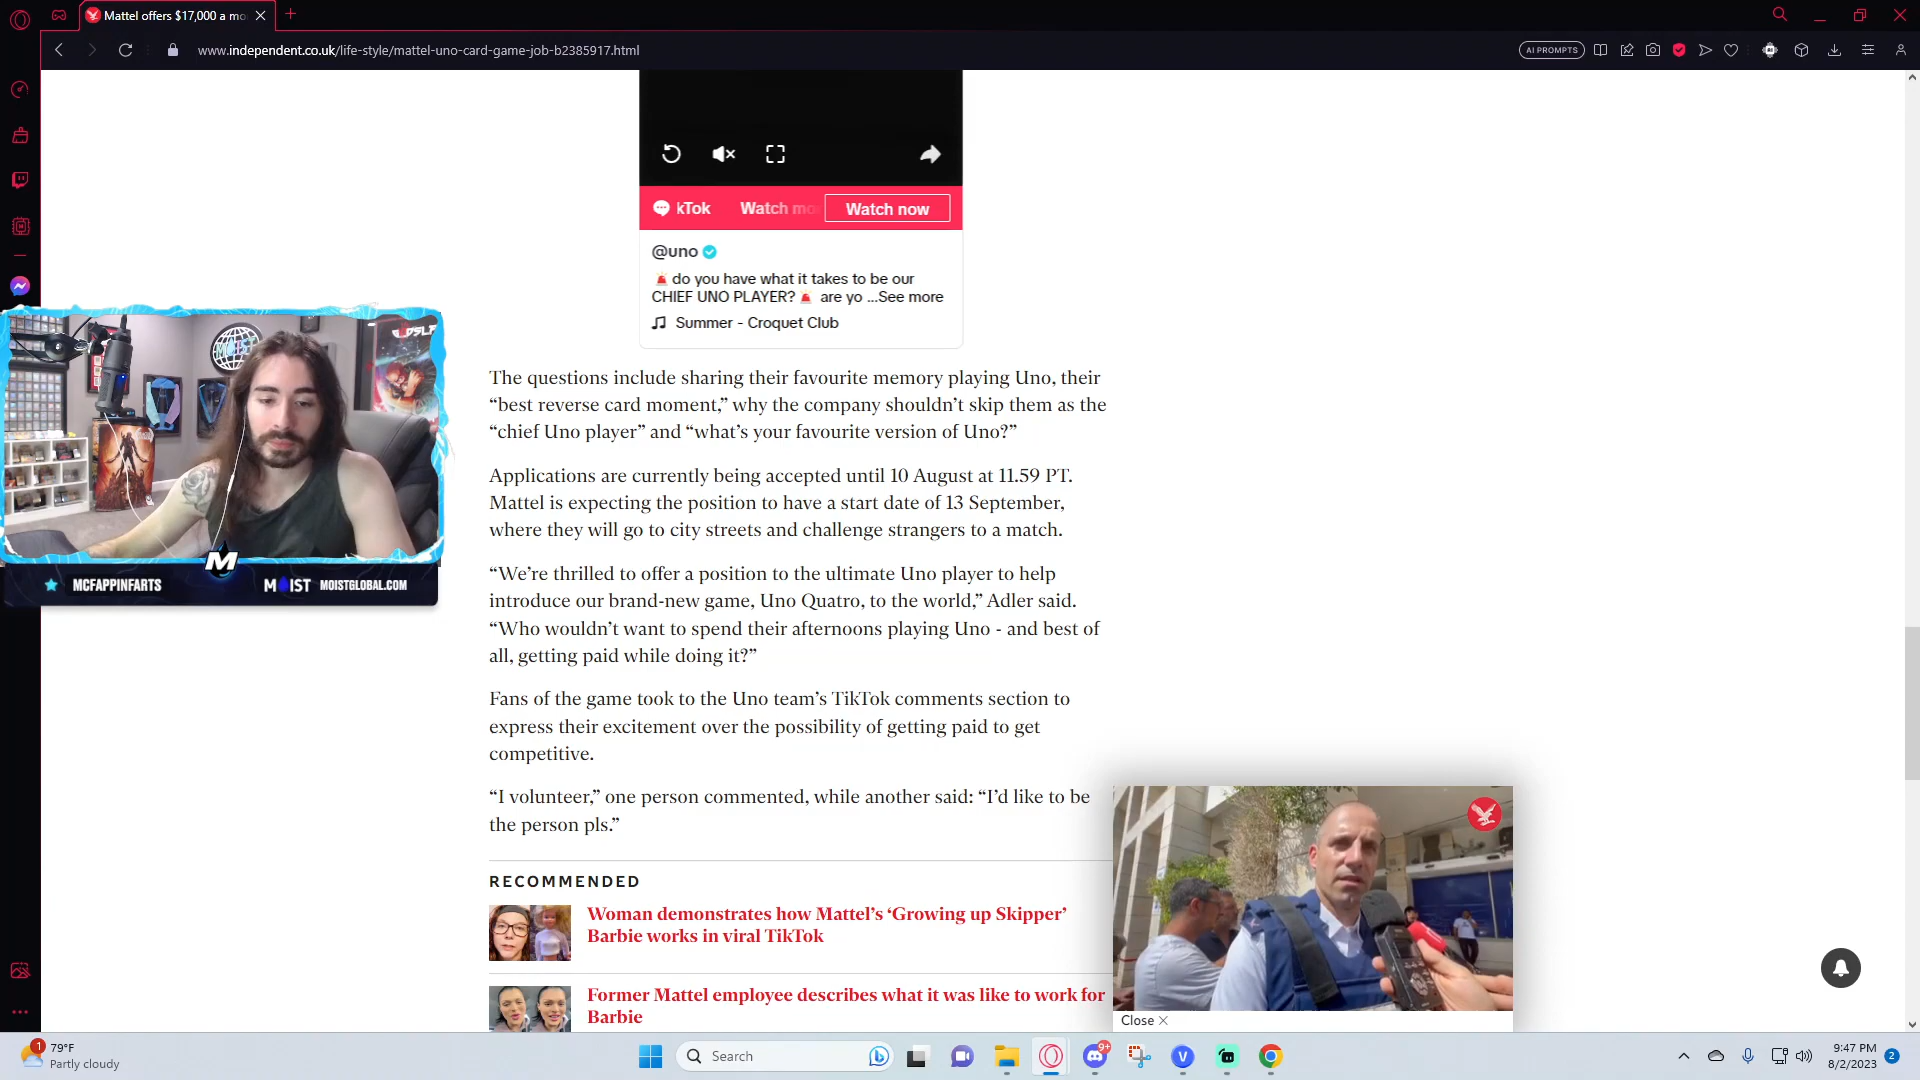 Mattel offers $17,000 a mo
www.independent.co.uk/life-style/mattel-uno-card-game-job-b2385917.html
AI PROMPTS
kTok Watch mo Watch now
@uno
🚨do you have what it takes to be our
CHIEF UNO PLAYER?🚨 are yo ...See more
Summer - Croquet Club
The questions include sharing their favourite memory playing Uno, their
“best reverse card moment,” why the company shouldn’t skip them as the
“chief Uno player” and “what’s your favourite version of Uno?”
Applications are currently being accepted until 10 August at 11.59 PT.
Mattel is expecting the position to have a start date of 13 September,
where they will go to city streets and challenge strangers to a match.
“We’re thrilled to offer a position to the ultimate Uno player to help
introduce our brand-new game, Uno Quatro, to the world,” Adler said.
“Who wouldn’t want to spend their afternoons playing Uno - and best of
all, getting paid while doing it?”
Fans of the game took to the Uno team’s TikTok comments section to
express their excitement over the possibility of getting paid to get
competitive.
“I volunteer,” one person commented, while another said: “I’d like to be
the person pls.”
RECOMMENDED
Woman demonstrates how Mattel’s ‘Growing up Skipper’
Barbie works in viral TikTok
Former Mattel employee describes what it was like to work for
Barbie
Close
MOIST
M
MCFAPPINFARTS MOIST MOISTGLOBAL.COM
1
79°F
Partly cloudy
Search
9+
V
9:47 PM
8/2/2023
2